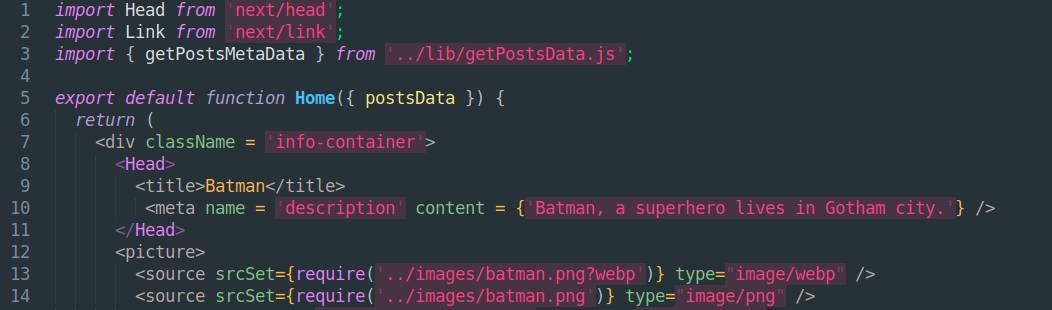 1 import Head from 'next/head';
2 import Link from 'next/link';
3 import { getPostsMetaData } from '../lib/getPostsData.js';
4
5 export default function Home({ postsData }) {
6 return (
7 <div className = 'info-container'>
8 <Head>
9 <title>Batman</title>
10 <meta name = 'description' content = {'Batman, a superhero lives in Gotham city.'} />
11 </Head>
12 <picture>
13 <source srcSet={require('../images/batman.png?webp')} type="image/webp" />
14 <source srcSet={require('../images/batman.png')} type="image/png" />